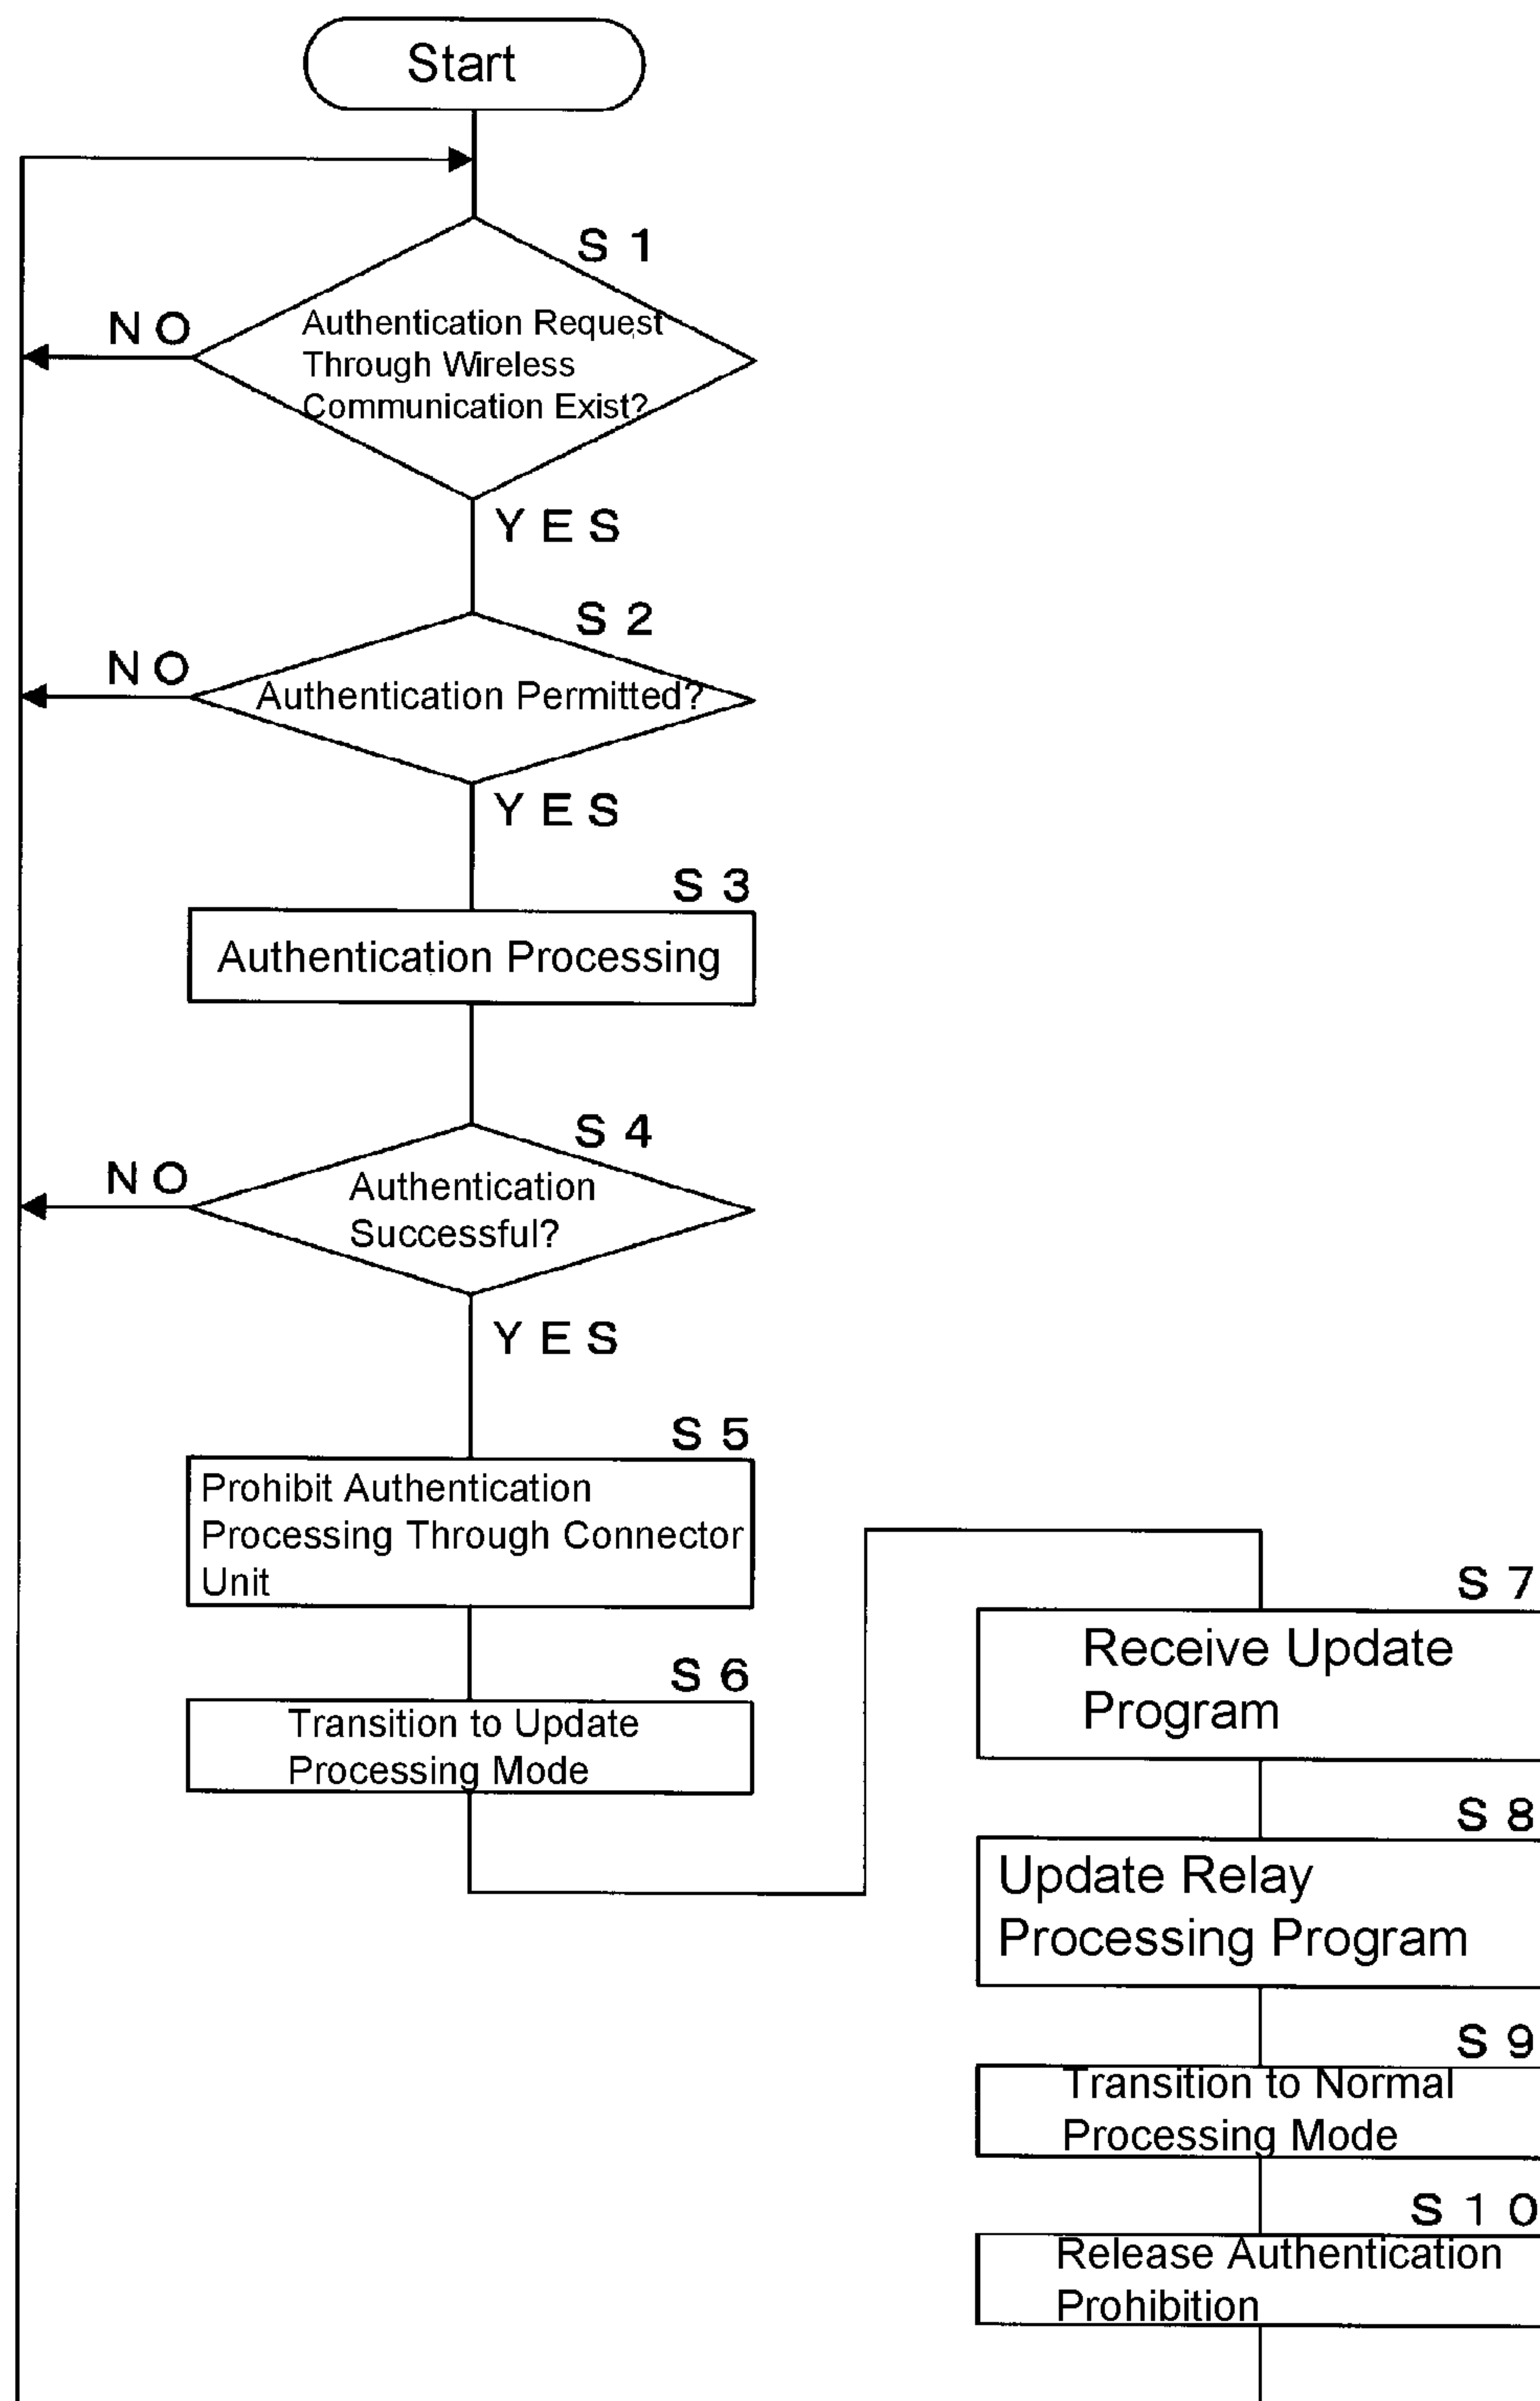 Start
S 1
NO
Authentication Request
Through Wireless
Communication Exist?
YES
S 2
NO
Authentication Permitted?
YES
S 3
Authentication Processing
S 4
NO
Authentication
Successful?
YES
S 5
Prohibit Authentication
Processing Through Connector
Unit
S 6
Transition to Update
Processing Mode
S 7
Receive Update
Program
S 8
Update Relay
Processing Program
S 9
Transition to Normal
Processing Mode
S 10
Release Authentication
Prohibition